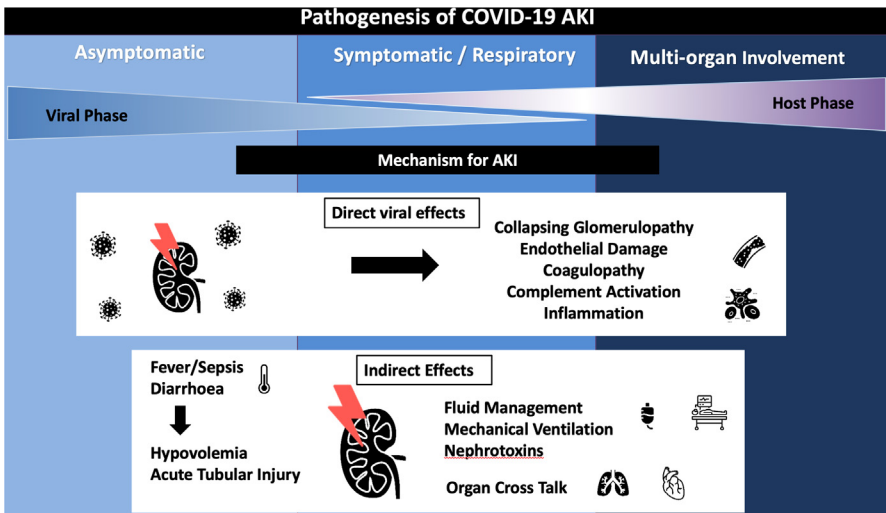 Pathogenesis of COVID-19 AKI
Asymptomatic
Symptomatic / Respiratory
Multi-organ Involvement
Viral Phase
Host Phase
Mechanism for AKI
Direct viral effects
Collapsing Glomerulopathy
Endothelial Damage
Coagulopathy
Complement Activation
Inflammation
Fever/Sepsis
Diarrhoea
Hypovolemia
Acute Tubular Injury
Indirect Effects
Fluid Management
Mechanical Ventilation
Nephrotoxins
Organ Cross Talk